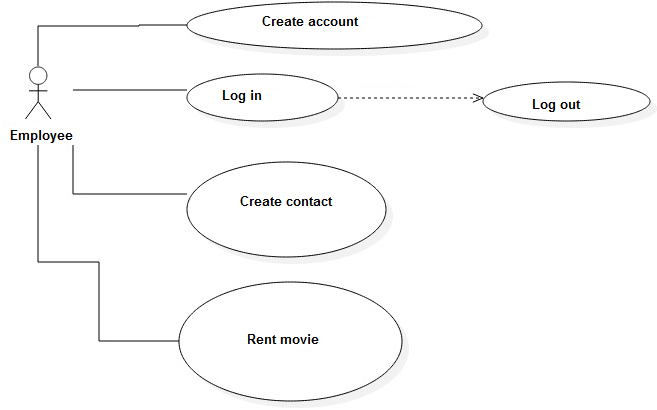 Create account
Log in
Log out
Employee
Create contact
Rent movie